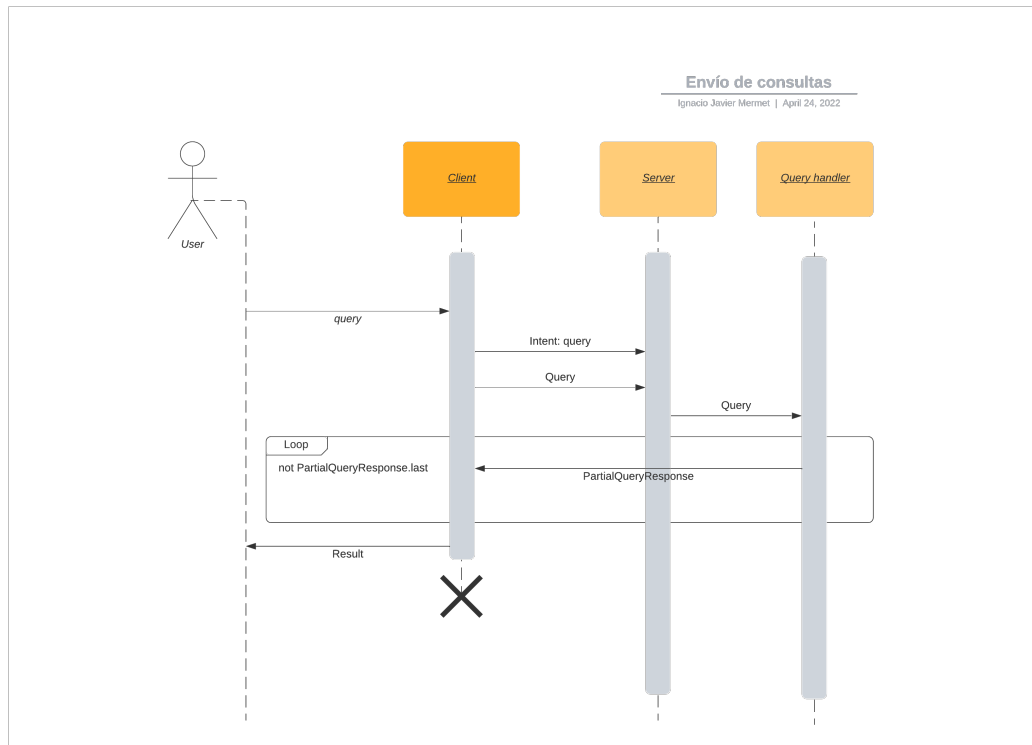 Envío de consultas
Ignacio Javier Mermet | April 24, 2022
Client
Server
Query handler
User
query
Intent: query
Query
Query
Loop
not PartialQueryResponse.last
PartialQueryResponse
Result